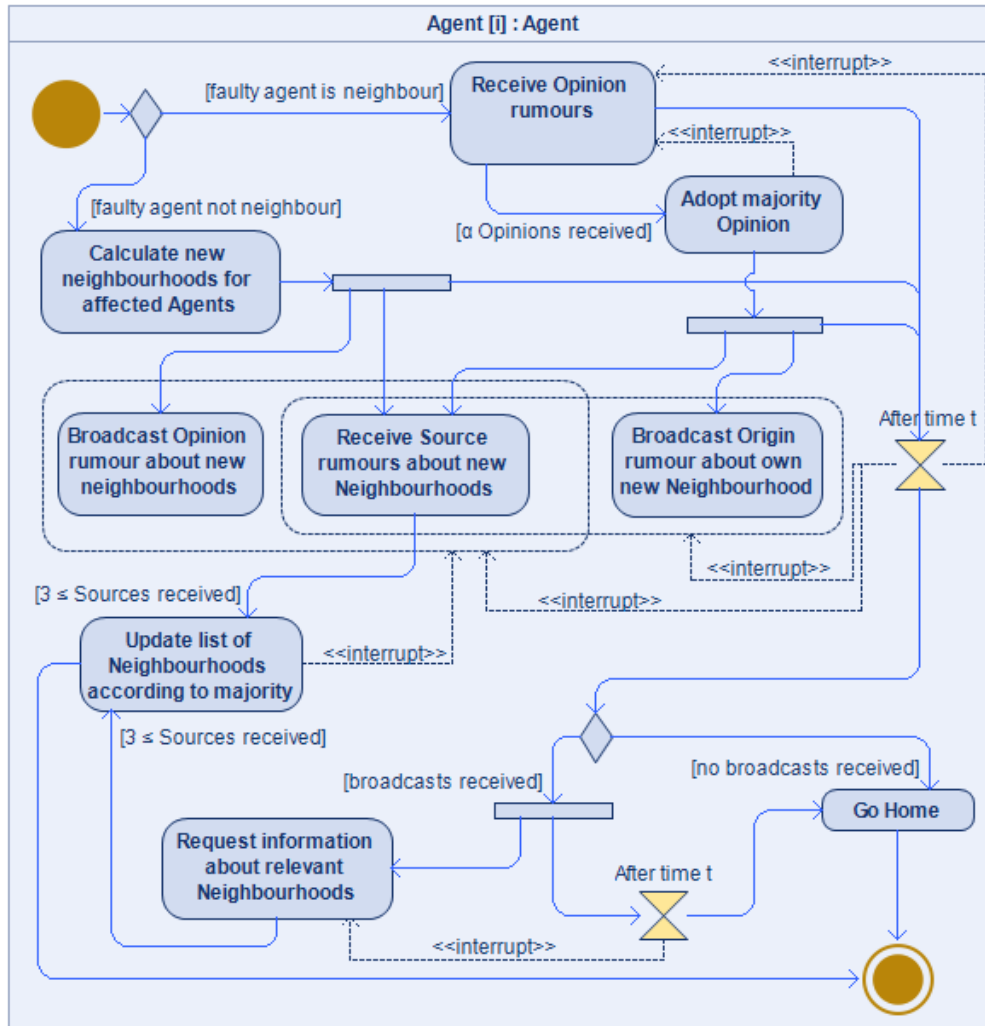 Agent [i] : Agent
<<interrupt>>
[faulty agent is neighbour]
Receive Opinion
rumours
<<interrupt>>
[faulty agent not neighbour]
Adopt majority
Opinion
[α Opinions received]
Calculate new
neighbourhoods for
affected Agents
After time t
Broadcast Opinion
rumour about new
neighbourhoods
Receive Source
rumours about new
Neighbourhoods
Broadcast Origin
rumour about own
new Neighbourhood
<<interrupt>>
<<interrupt>>
[3 ≤ Sources received]
Update list of
Neighbourhoods
according to majority
<<interrupt>>
[3 ≤ Sources received]
[broadcasts received]
[no broadcasts received]
Go Home
Request information
about relevant
Neighbourhoods
After time t
<<interrupt>>